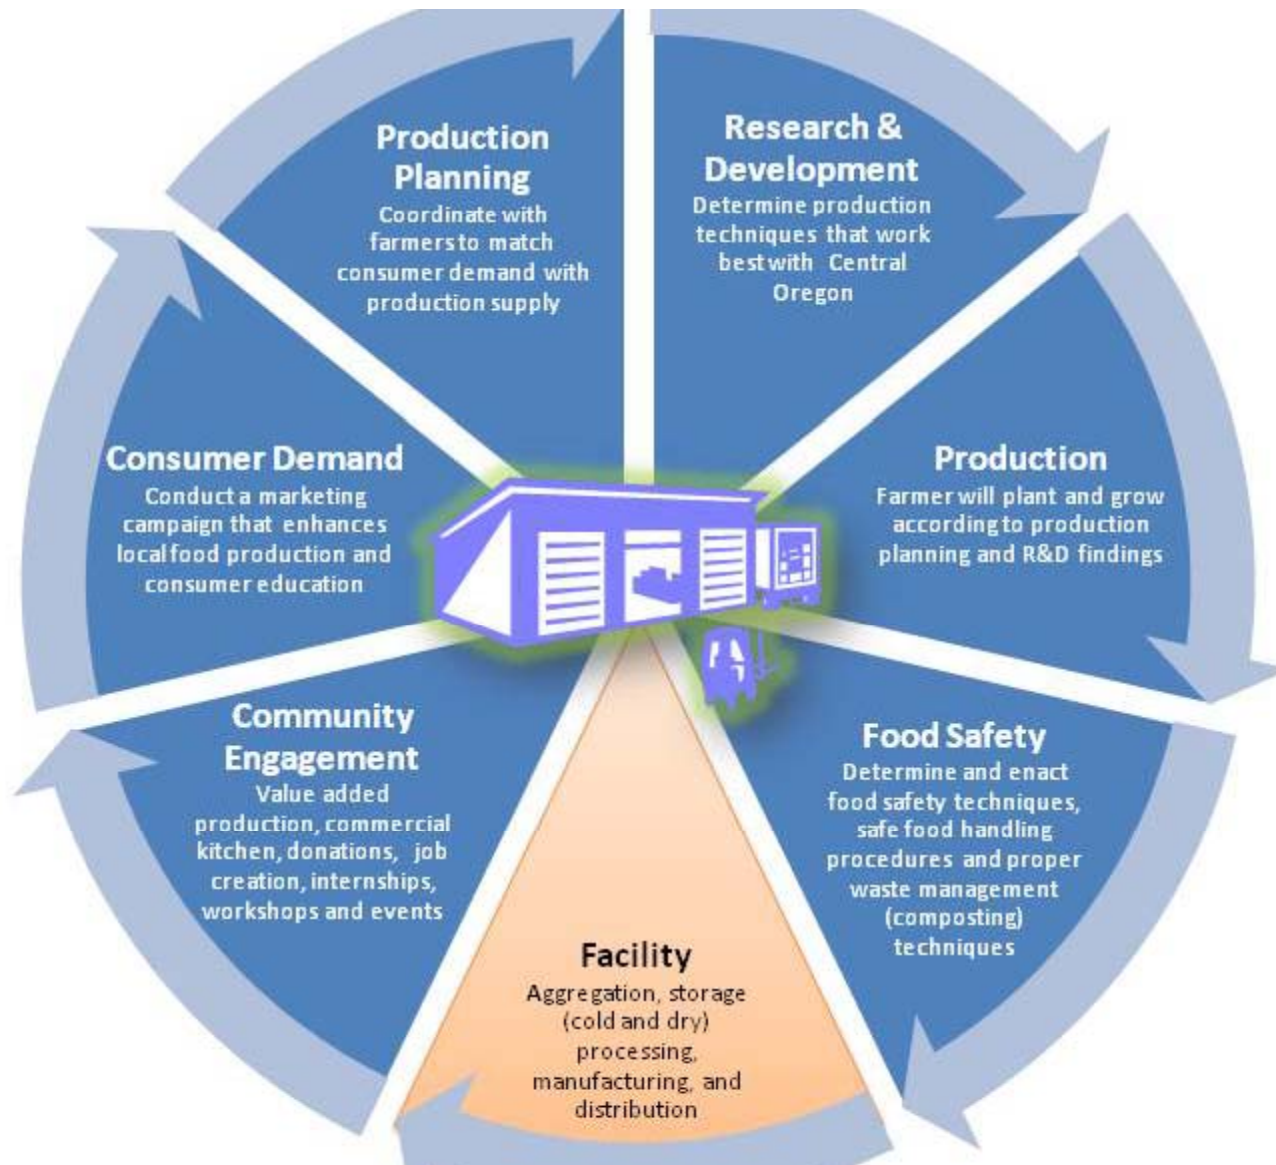 Production
Planning
Coordinate with
farmers to match
consumer demand with
production supply
Research &
Development
Determine production
techniques that work
best with Central
Oregon
Production
Farmer will plant and grow
according to production
planning and R&D findings
Food Safety
Determine and enact
food safety techniques,
safe food handling
procedures and proper
waste management
(composting)
techniques
Facility
Aggregation, storage
(cold and dry)
processing,
manufacturing, and
distribution
Community
Engagement
Value added
production, commercial
kitchen, donations, job
creation, internships,
workshops and events
Consumer Demand
Conduct a marketing
campaign that enhances
local food production and
consumer education